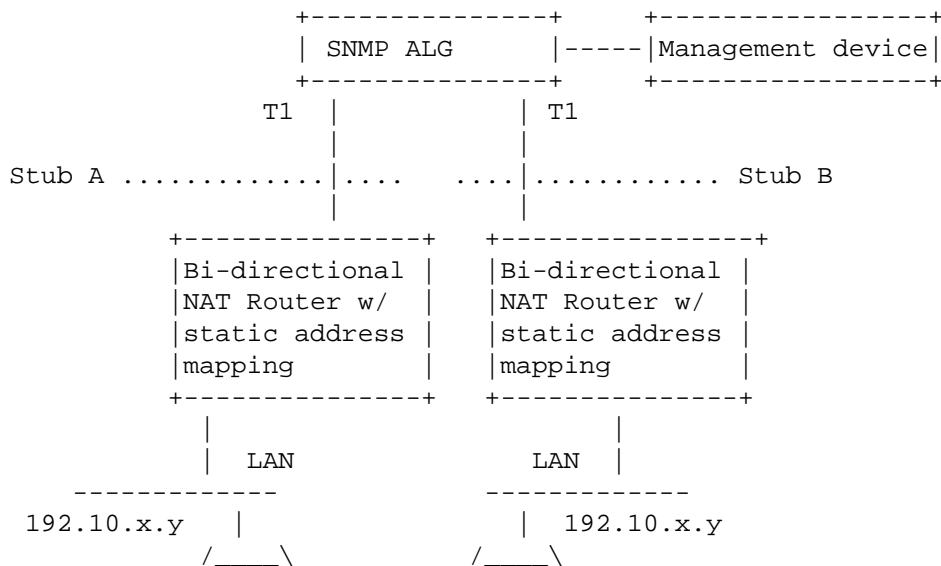 SNMP ALG Management device
T1 T1
Stub A Stub B
Bi-directional Bi-directional
NAT Router w/ NAT Router w/
static address static address
mapping mapping
LAN LAN
192.10.x.y 192.10.x.y